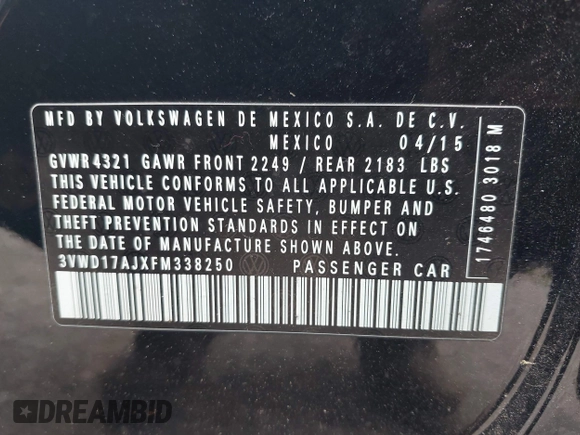 MFD BY VOLKSWAGEN DE MEXICO S.A. DE C.V.
MEXICO 04/15
GVWR 4321 GAWR FRONT 2249 / REAR 2183 LBS
THIS VEHICLE CONFORMS TO ALL APPLICABLE U.S.
FEDERAL MOTOR VEHICLE SAFETY, BUMPER AND
THEFT PREVENTION STANDARDS IN EFFECT ON
THE DATE OF MANUFACTURE SHOWN ABOVE.
3VWD17AJXFM338250 PASSENGER CAR
1746480 3018 M
DREAMBID